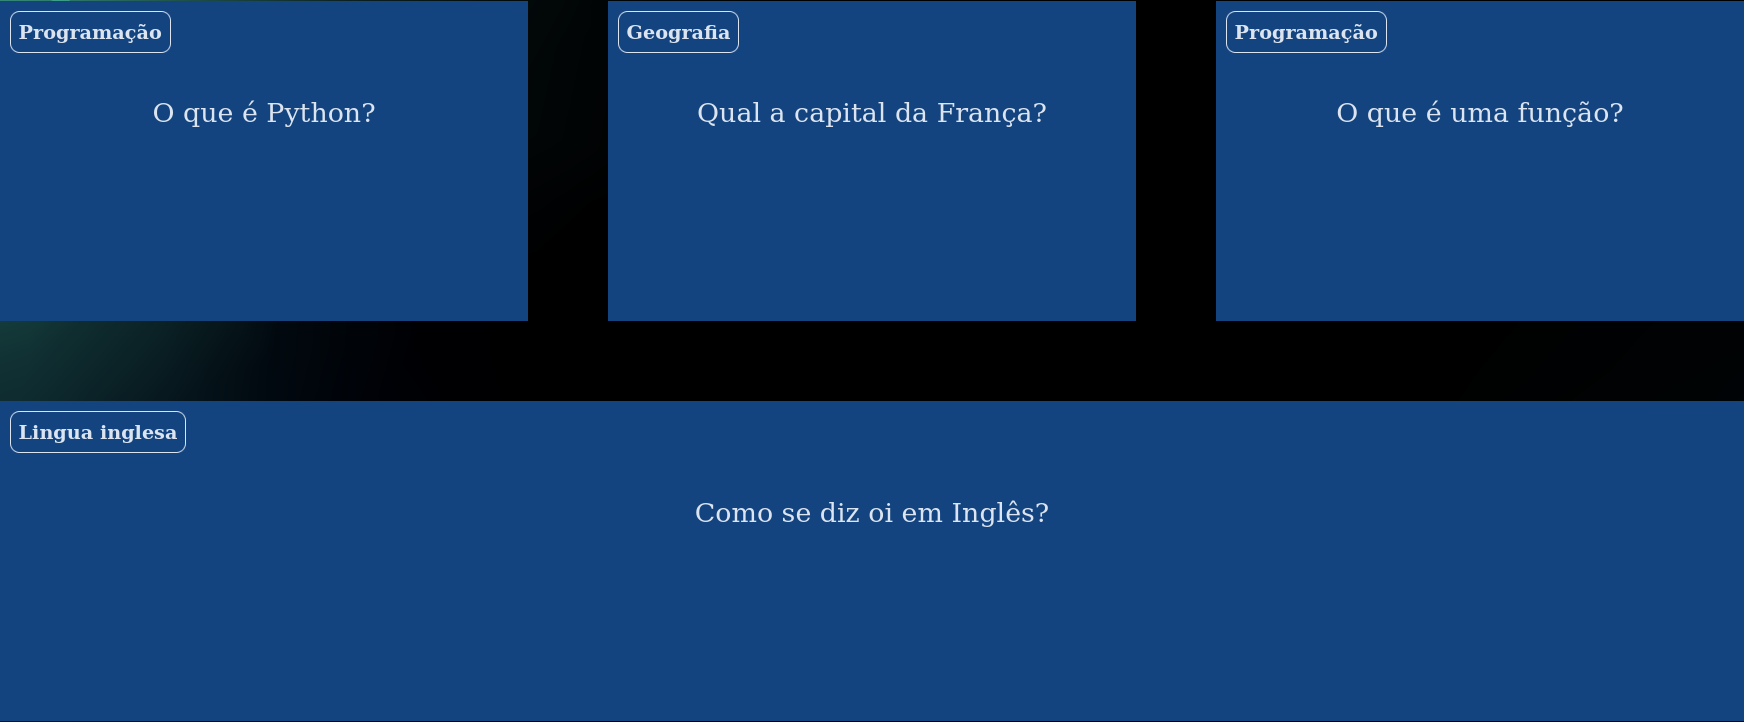 Programação
O que é Python?
Geografia
Qual a capital da França?
Programação
O que é uma função?
Lingua inglesa
Como se diz oi em Inglês?